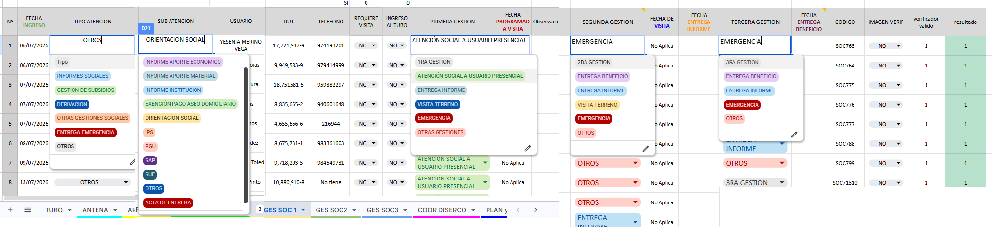 SI 0 0
Nº FECHA INGRESO TIPO ATENCION SUB ATENCION USUARIO RUT TELEFONO REQUIERE VISITA INGRESO AL TUBO PRIMERA GESTION FECHA PROGRAMADA VISITA Observacio SEGUNDA GESTION FECHA DE VISITA FECHA ENTREGA INFORME TERCERA GESTION FECHA ENTREGA BENEFICIO CODIGO IMAGEN VERIF verificador valido resultado
D21
1 06/07/2026 OTROS ORIENTACION SOCIAL YESENIA MERINO VEGA 17,721,947-9 974193201 NO NO ATENCIÓN SOCIAL A USUARIO PRESENCIAL EMERGENCIA No Aplica EMERGENCIA SOC763 NO 1 1
2 06/07/2026 ojas 9,949,583-9 979414999 NO NO Aplica SOC764 NO 1 1
3 07/07/2026 ura 18,751581-5 959382297 NO NO Aplica SOC775 NO 1 1
4 07/07/2026 as 8,835,655-2 940601648 NO NO Aplica SOC776 NO 1 1
5 07/07/2026 nos 4,655,666-6 216944 NO NO Aplica SOC777 NO 1 1
6 08/07/2026 dez 8,675,731-1 983361603 NO NO Aplica INFORME SOC788 NO 1 1
7 09/07/2026 Toled 9,718,203-5 984549731 NO NO ATENCIÓN SOCIAL A USUARIO PRESENCIAL No Aplica OTROS No Aplica OTROS SOC799 NO 1 1
8 13/07/2026 OTROS Pinto 10,880,910-8 No tiene NO NO ATENCIÓN SOCIAL A USUARIO PRESENCIAL No Aplica OTROS No Aplica 3RA GESTION SOC71310 NO 1 1
OTROS No Aplica
ENTREGA INFORME No Aplica
Tipo
INFORMES SOCIALES
GESTION DE SUBSIDIOS
DERIVACION
OTRAS GESTIONES SOCIALES
ENTREGA EMERGENCIA
OTROS
INFORME APORTE ECONOMICO
INFORME APORTE MATERIAL
INFORME INSTITUCION
EXENCIÓN PAGO ASEO DOMICILIARIO
ORIENTACION SOCIAL
IPS
PGU
SAP
SUF
OTROS
ACTA DE ENTREGA
1RA GESTION
ATENCIÓN SOCIAL A USUARIO PRESENCIAL
ENTREGA INFORME
VISITA TERRENO
EMERGENCIA
OTRAS GESTIONES
2DA GESTION
ENTREGA BENEFICIO
ENTREGA INFORME
VISITA TERRENO
EMERGENCIA
OTROS
3RA GESTION
ENTREGA BENEFICIO
ENTREGA INFORME
EMERGENCIA
OTROS
TUBO ANTENA AR 3 GES SOC 1 GES SOC2 GES SOC3 COOR DISERCO PLAN y